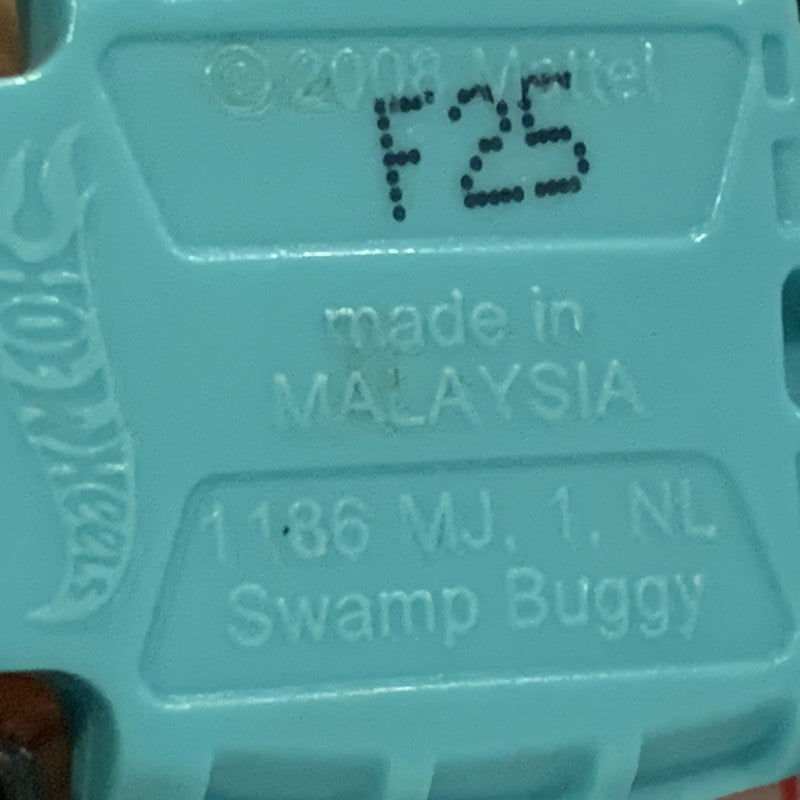 © 2008 Mattel
F25
HOT WHEELS
made in
MALAYSIA
1186 MJ, 1, NL
Swamp Buggy